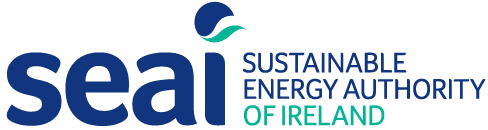 seai
SUSTAINABLE
ENERGY AUTHORITY
OF IRELAND